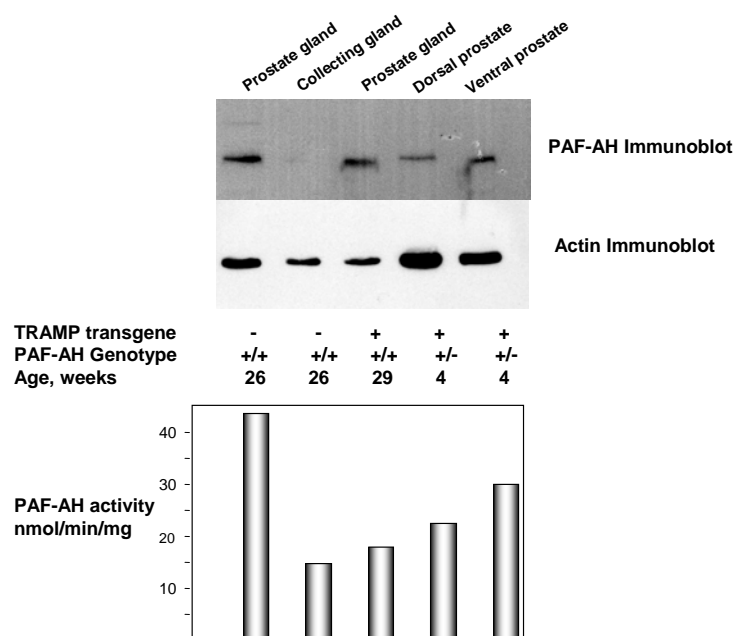 Prostate gland
Collecting gland
Prostate gland
Dorsal prostate
Ventral prostate
PAF-AH Immunoblot
Actin Immunoblot
TRAMP transgene - - + + +
PAF-AH Genotype +/+ +/+ +/+ +/- +/-
Age, weeks 26 26 29 4 4
40
30
PAF-AH activity
nmol/min/mg
20
10